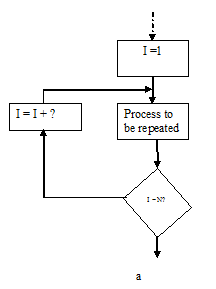 I =1
I = I + ?
Process to
be repeated
I = N?
a